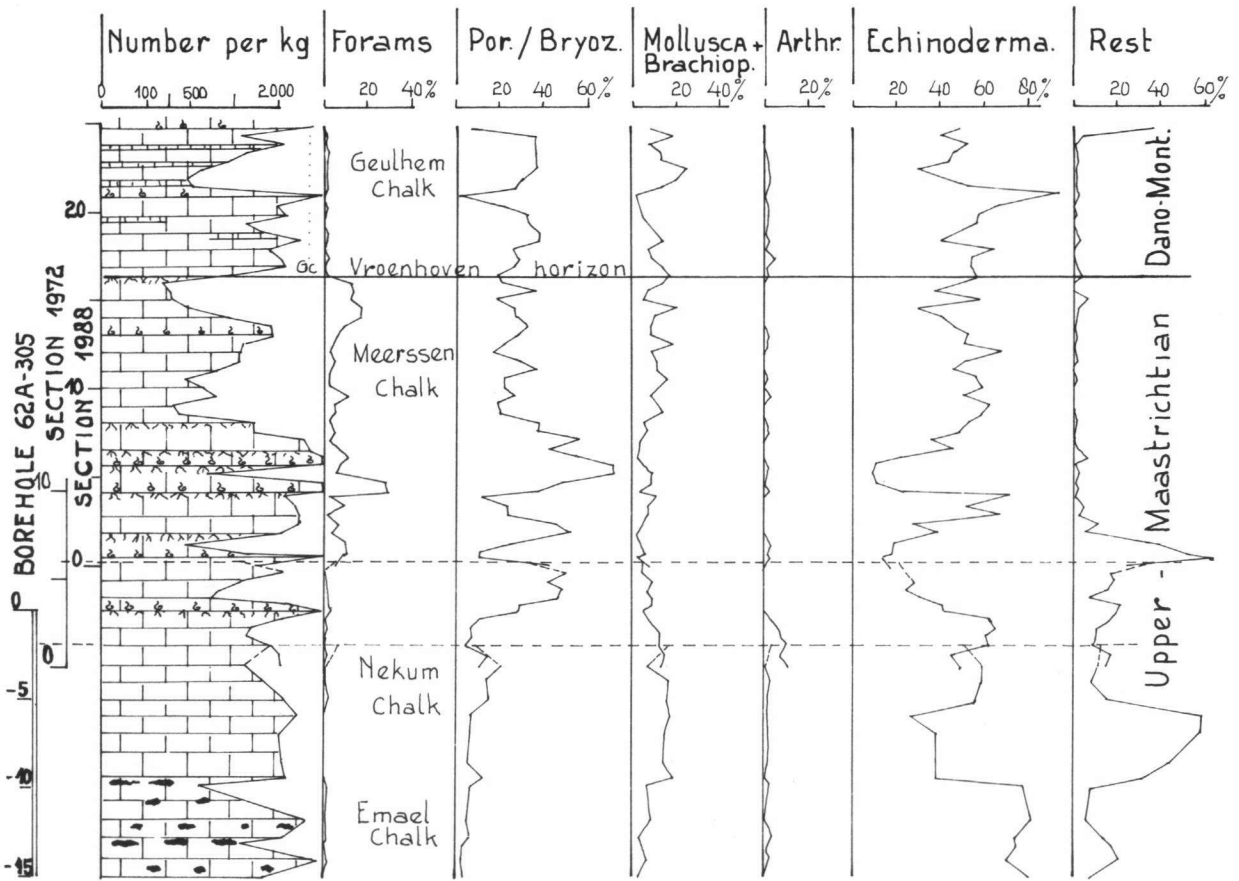 Number per kg Forams Por./Bryoz. Mollusca + Arthr. Echinoderma. Rest
Brachiop.
0 100 500 2000 20 40% 20 40 60% 20 40% 20% 20 40 60 80% 20 40 60%
Geulhem
Chalk
Dano-Mont.
20
Gc Vroenhoven horizon
Meerssen
Chalk
10
10
0
0
0
Nekum
Chalk
-5
-10
Emael
Chalk
-15
Upper - Maastrichtian
BOREHOLE 62A-305
SECTION 1972
SECTION 1988